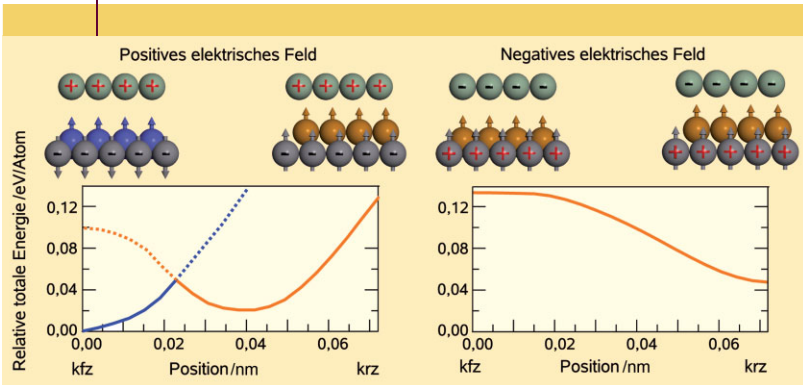 Positives elektrisches Feld
+ + + +
+ + + +
- - - - -
- - - - -
Relative totale Energie /eV/Atom
0,12
0,08
0,04
0,00
0,00 0,02 0,04 0,06
kfz Position/nm krz
Negatives elektrisches Feld
- - - -
- - - -
+ + + + +
+ + + + +
0,12
0,08
0,04
0,00
0,00 0,02 0,04 0,06
kfz Position/nm krz